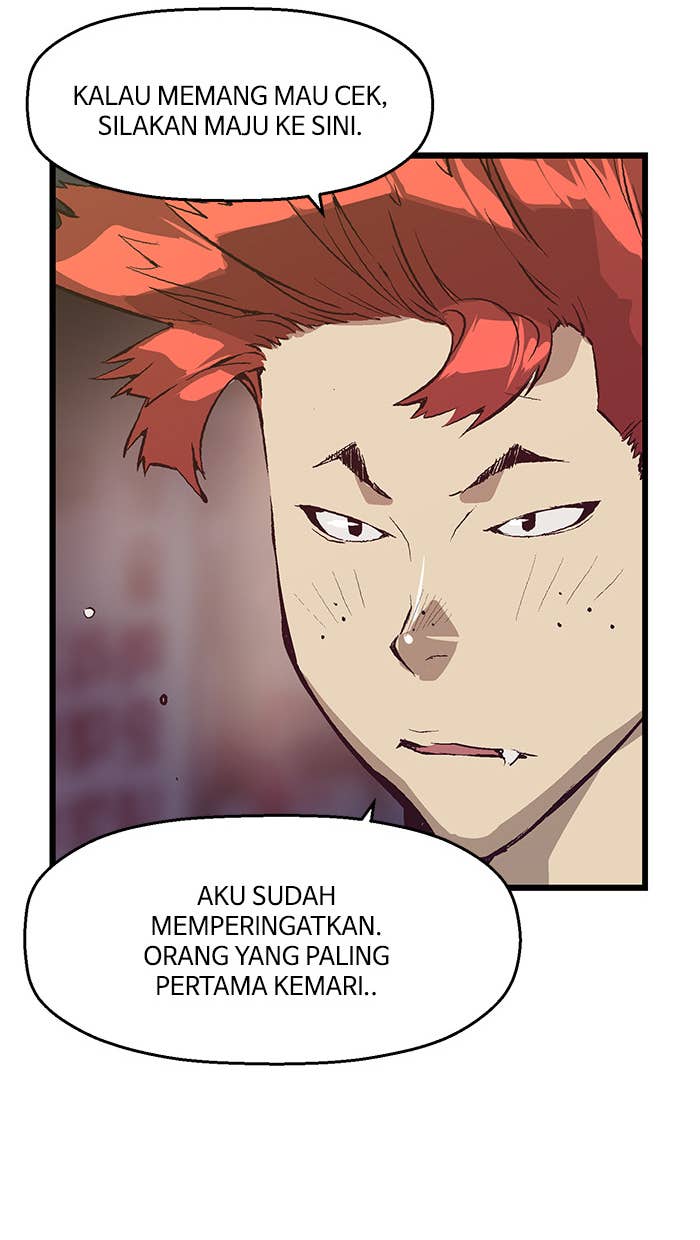 KALAU MEMANG MAU CEK,
SILAKAN MAJU KE SINI.
AKU SUDAH
MEMPERINGATKAN.
ORANG YANG PALING
PERTAMA KEMARI..